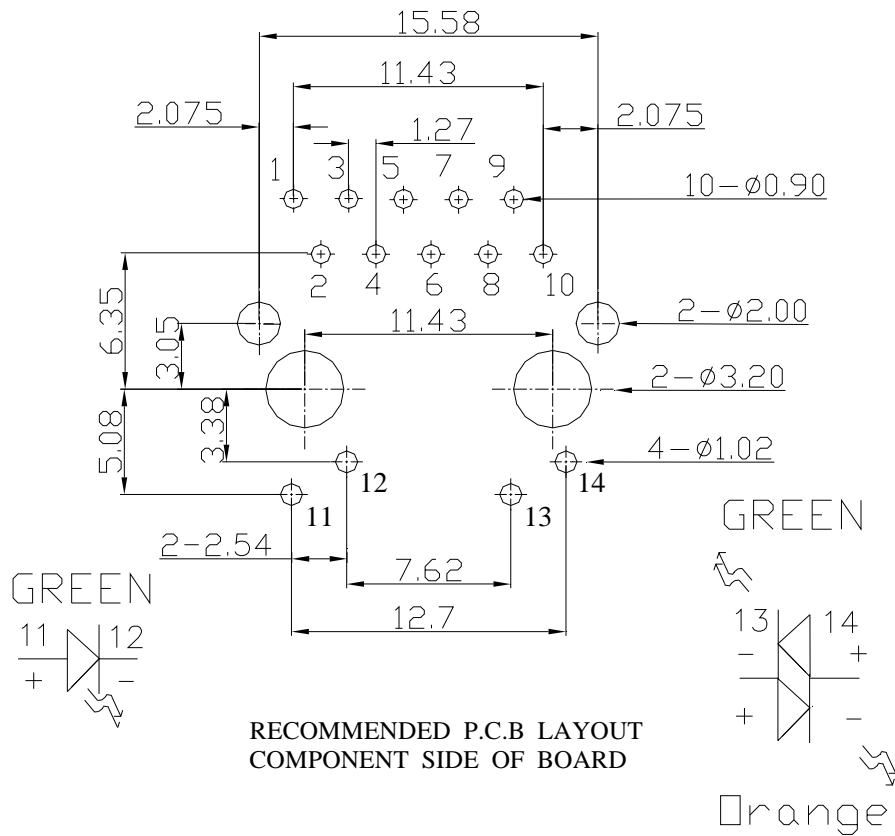 15.58
11.43
2.075
1.27
2.075
1 3 5 7 9
10-ø0.90
2 4 6 8 10
6.35
3.05
11.43
2-ø2.00
2-ø3.20
5.08
3.38
4-ø1.02
12
14
11
13
2-2.54
7.62
12.7
GREEN
11 12
+ -
GREEN
13 14
- +
+ -
Orange
RECOMMENDED P.C.B LAYOUT
COMPONENT SIDE OF BOARD